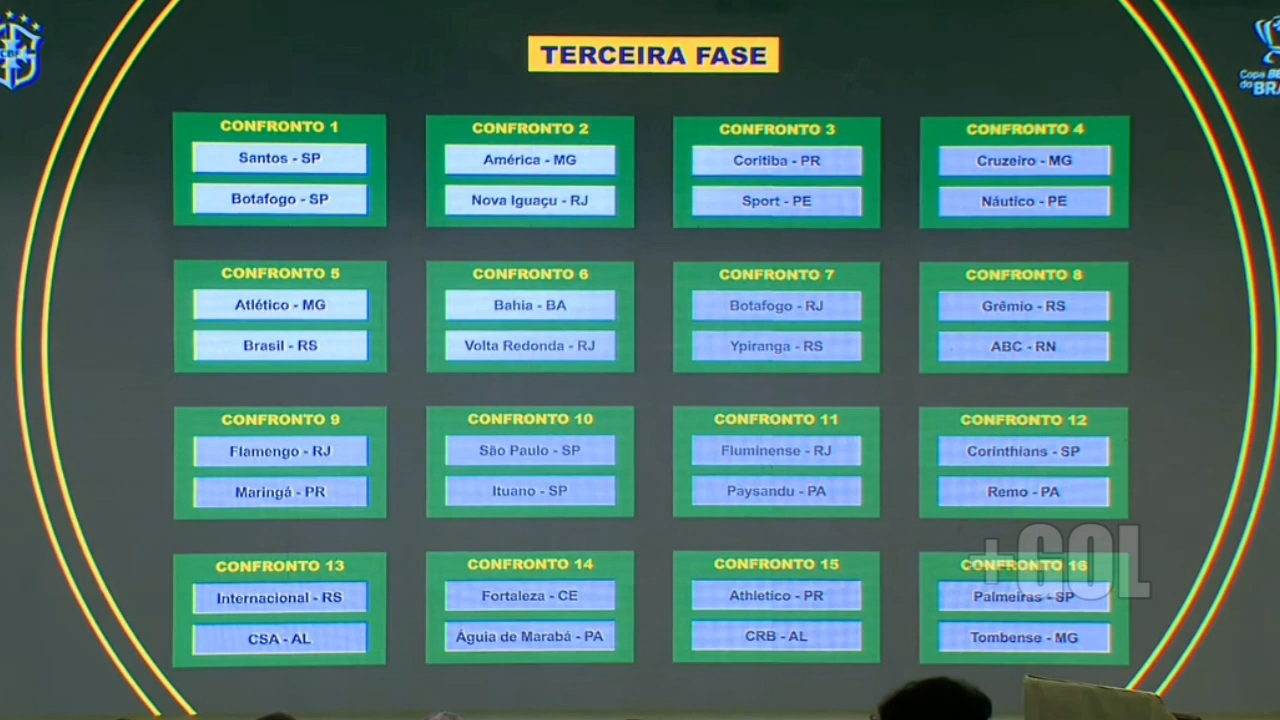 TERCEIRA FASE
CBF
Copa
do BRA
CONFRONTO 1
Santos - SP
Botafogo - SP
CONFRONTO 2
América - MG
Nova Iguaçu - RJ
CONFRONTO 3
Coritiba - PR
Sport - PE
CONFRONTO 4
Cruzeiro - MG
Náutico - PE
CONFRONTO 5
Atlético - MG
Brasil - RS
CONFRONTO 6
Bahia - BA
Volta Redonda - RJ
CONFRONTO 7
Botafogo - RJ
Ypiranga - RS
CONFRONTO 8
Grêmio - RS
ABC - RN
CONFRONTO 9
Flamengo - RJ
Maringá - PR
CONFRONTO 10
São Paulo - SP
Ituano - SP
CONFRONTO 11
Fluminense - RJ
Paysandu - PA
CONFRONTO 12
Corinthians - SP
Remo - PA
CONFRONTO 13
Internacional - RS
CSA - AL
CONFRONTO 14
Fortaleza - CE
Águia de Marabá - PA
CONFRONTO 15
Athletico - PR
CRB - AL
CONFRONTO 16
Palmeiras - SP
Tombense - MG
+GOL